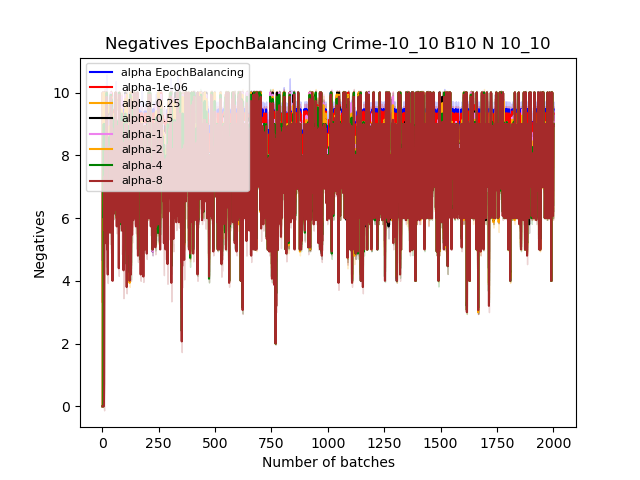 Negatives EpochBalancing Crime-10_10 B10 N 10_10
alpha EpochBalancing
alpha-1e-06
alpha-0.25
alpha-0.5
alpha-1
alpha-2
alpha-4
alpha-8
Negatives
10
8
6
4
2
0
0 250 500 750 1000 1250 1500 1750 2000
Number of batches